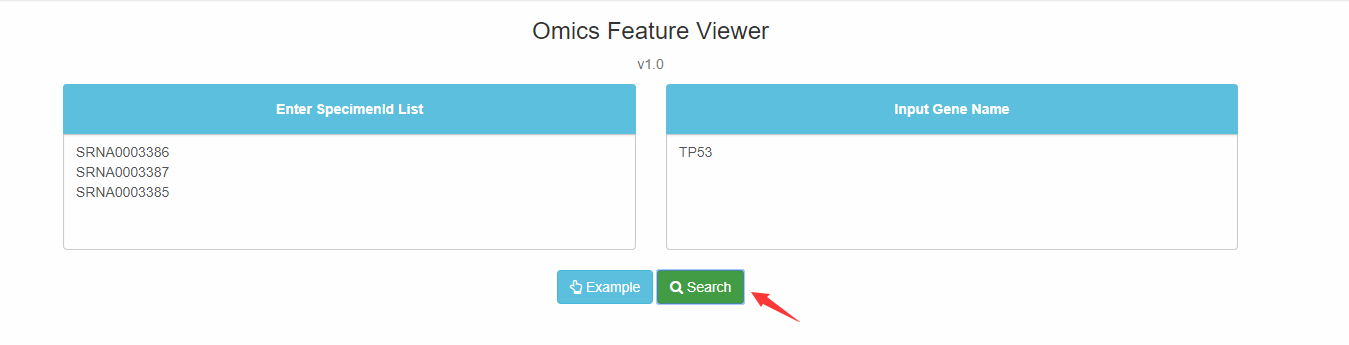 Omics Feature Viewer
v1.0
Enter SpecimenId List
SRNA0003386
SRNA0003387
SRNA0003385
Input Gene Name
TP53
Example
Search